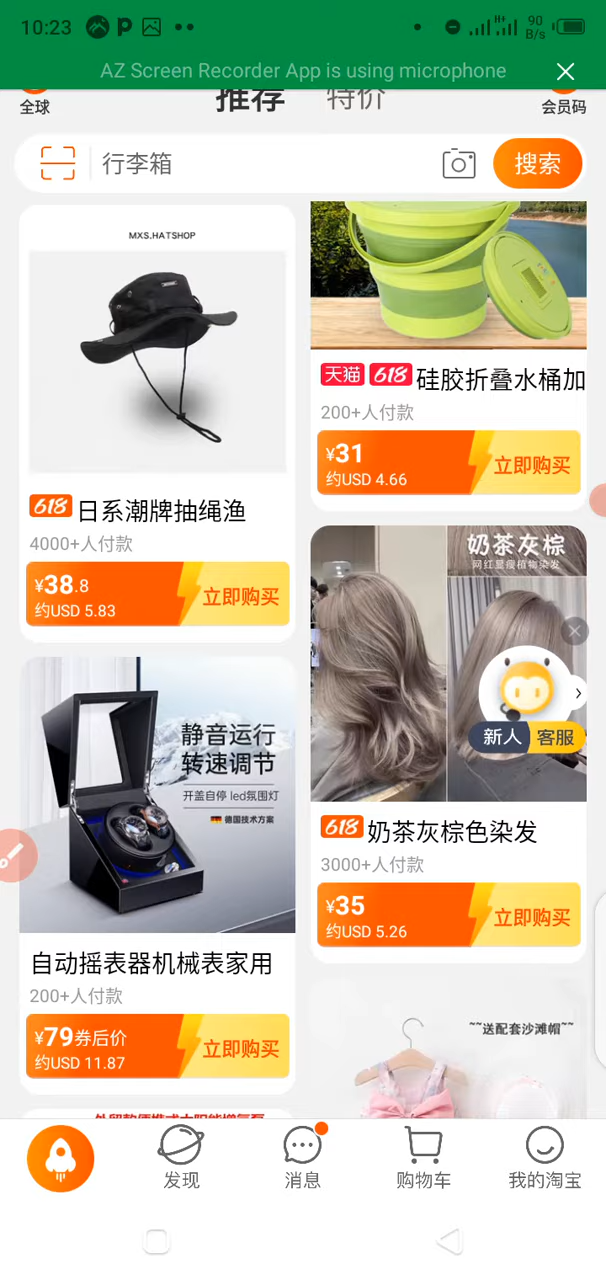 10:23
H+
90
B/s
AZ Screen Recorder App is using microphone
全球
推荐
特价
会员码
行李箱
搜索
MXS.HATSHOP
618 日系潮牌抽绳渔
4000+人付款
¥38.8
约USD 5.83
立即购买
天猫 618 硅胶折叠水桶加
200+人付款
¥31
约USD 4.66
立即购买
静音运行
转速调节
开盖自停 led氛围灯
德国技术方案
自动摇表器机械表家用
200+人付款
¥79券后价
约USD 11.87
立即购买
奶茶灰棕
网红显瘦植物染发
新人 客服
618 奶茶灰棕色染发
3000+人付款
¥35
约USD 5.26
立即购买
~~送配套沙滩帽~~
发现
消息
购物车
我的淘宝